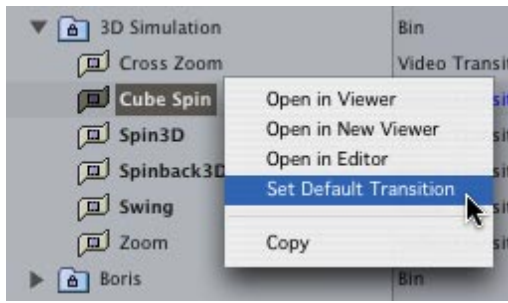 3D Simulation Bin
Cross Zoom Video Transit
Cube Spin
Open in Viewer
Open in New Viewer
Open in Editor
Set Default Transition
Copy
Spin3D
Spinback3D
Swing
Zoom
Boris Bin